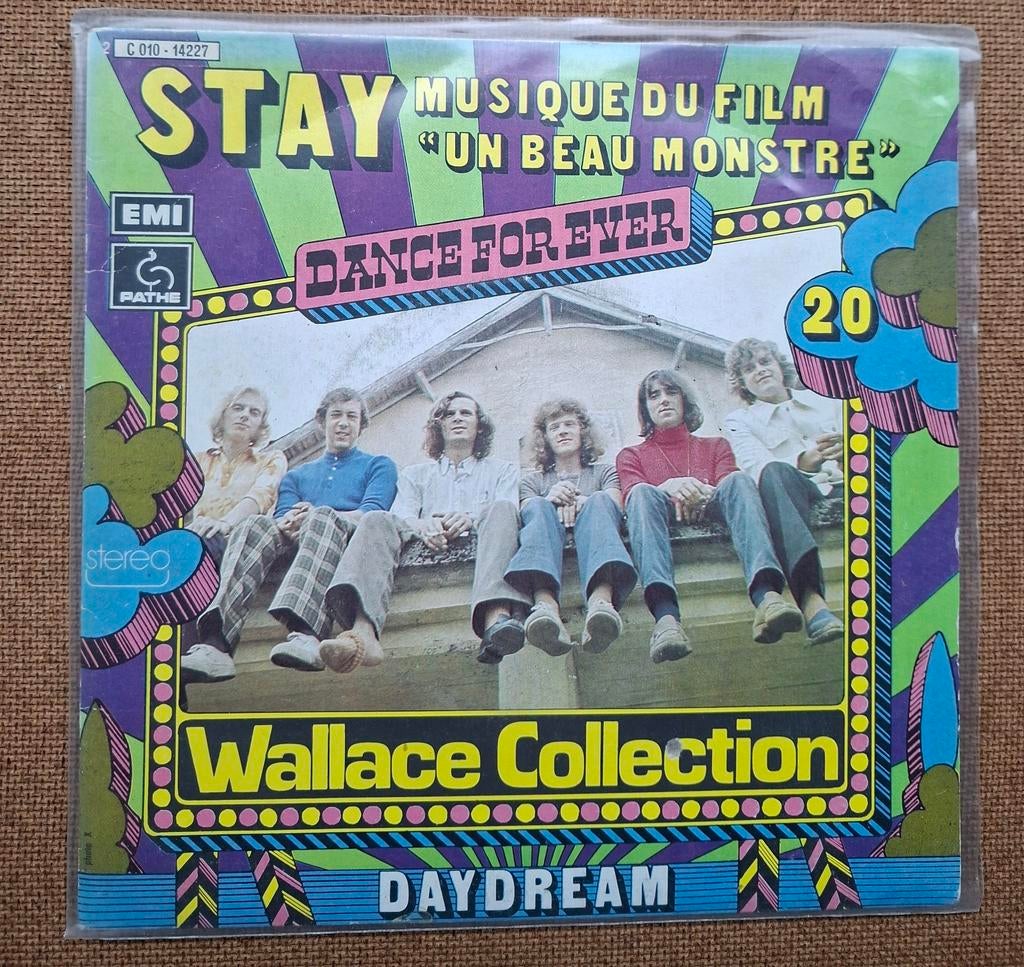 2 C 010 - 14227
STAY MUSIQUE DU FILM
“UN BEAU MONSTRE”
EMI
PATHE
DANCE FOR EVER
20
stereo
Wallace Collection
photo X
DAYDREAM